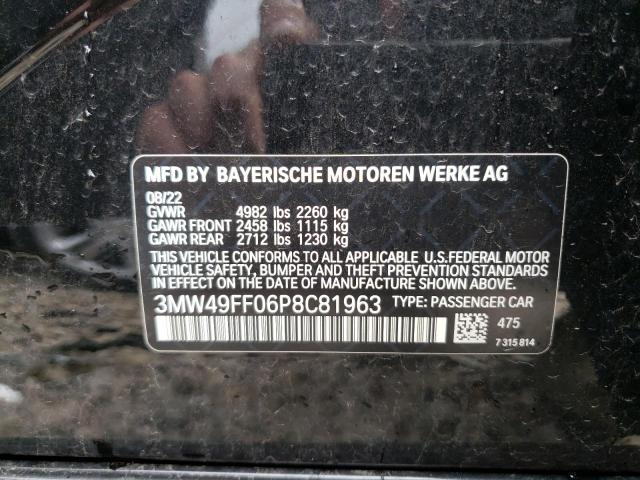 MFD BY BAYERISCHE MOTOREN WERKE AG
08/22
GVWR 4982 lbs 2260 kg
GAWR FRONT 2458 lbs 1115 kg
GAWR REAR 2712 lbs 1230 kg
THIS VEHICLE CONFORMS TO ALL APPLICABLE U.S.FEDERAL MOTOR
VEHICLE SAFETY, BUMPER AND THEFT PREVENTION STANDARDS
IN EFFECT ON THE DATE OF MANUFACTURE SHOWN ABOVE.
3MW49FF06P8C81963 TYPE: PASSENGER CAR
475
7 315 814